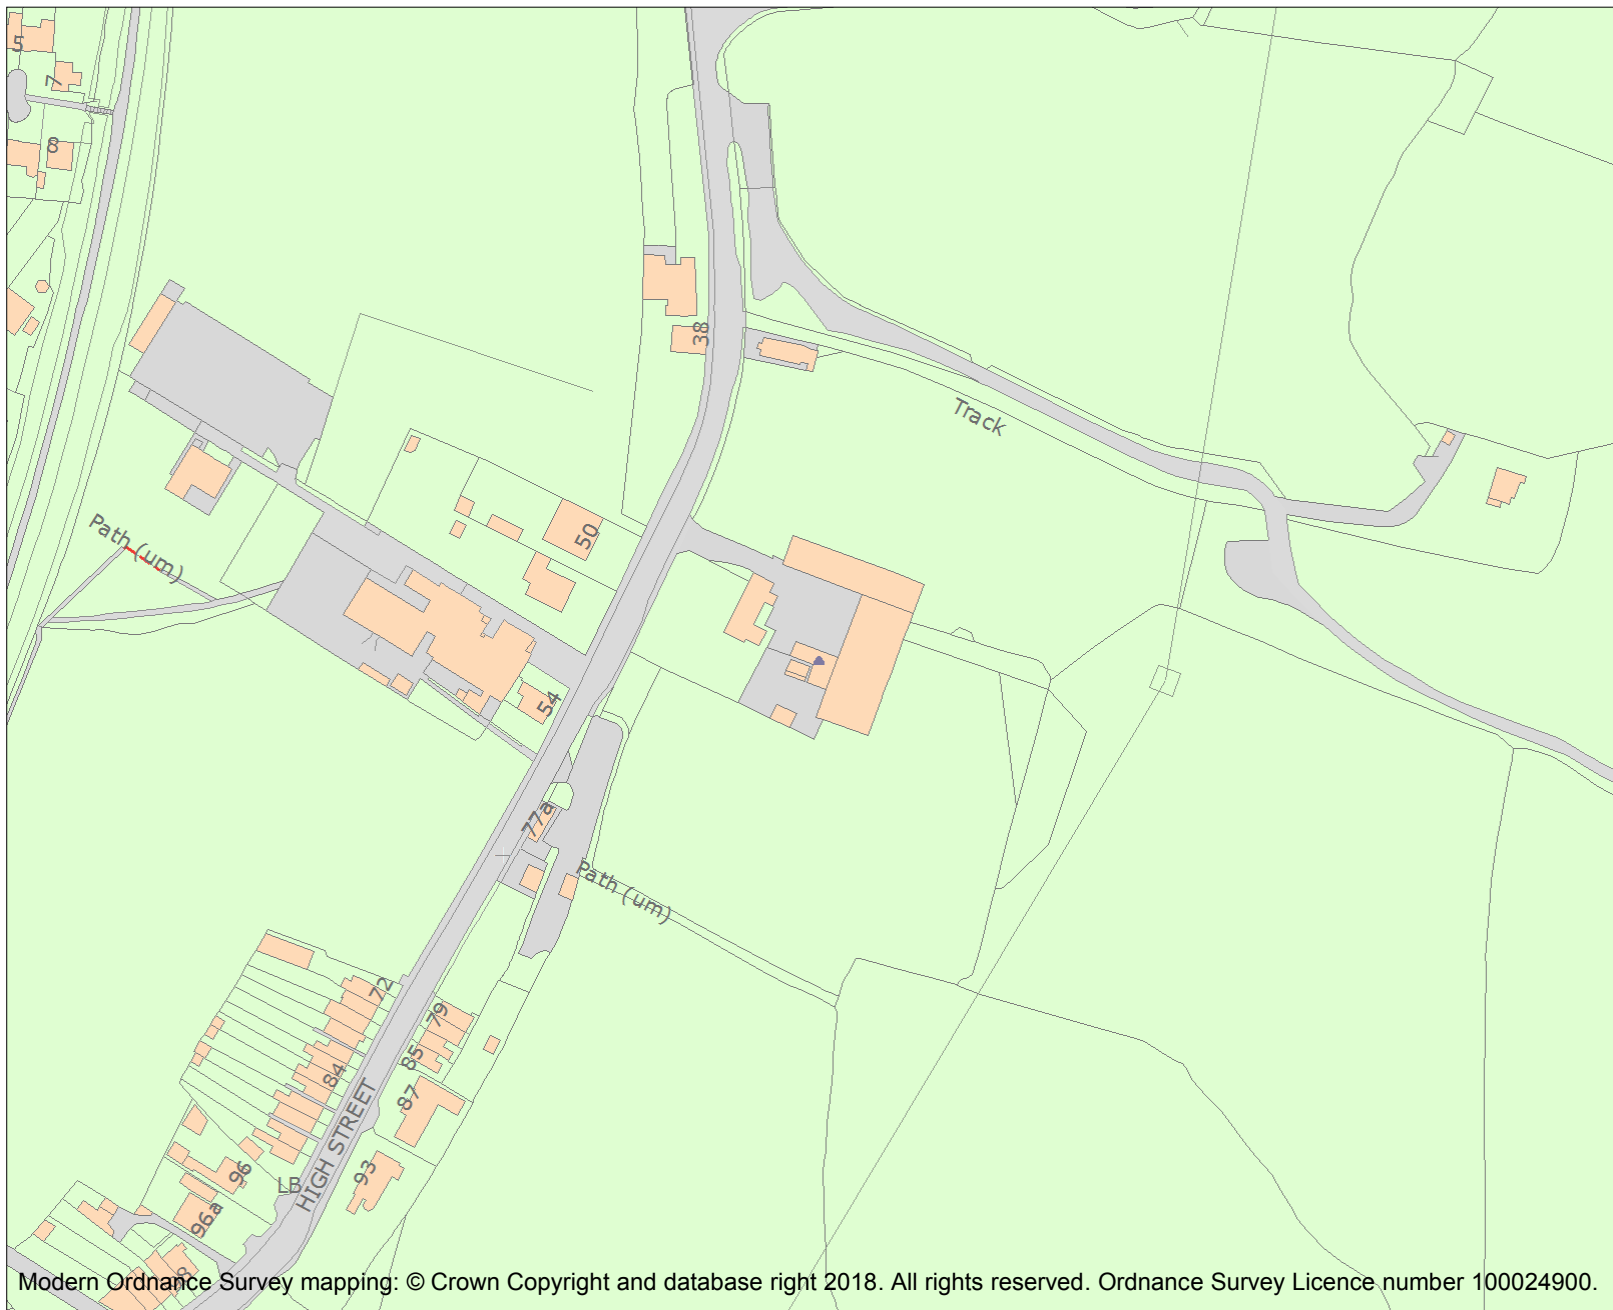 5
7
8
38
Track
50
Path (um)
54
77a
Path (um)
72
79
85
84
87
HIGH STREET
93
96
LB
96a
Modern Ordnance Survey mapping: © Crown Copyright and database right 2018. All rights reserved. Ordnance Survey Licence number 100024900.